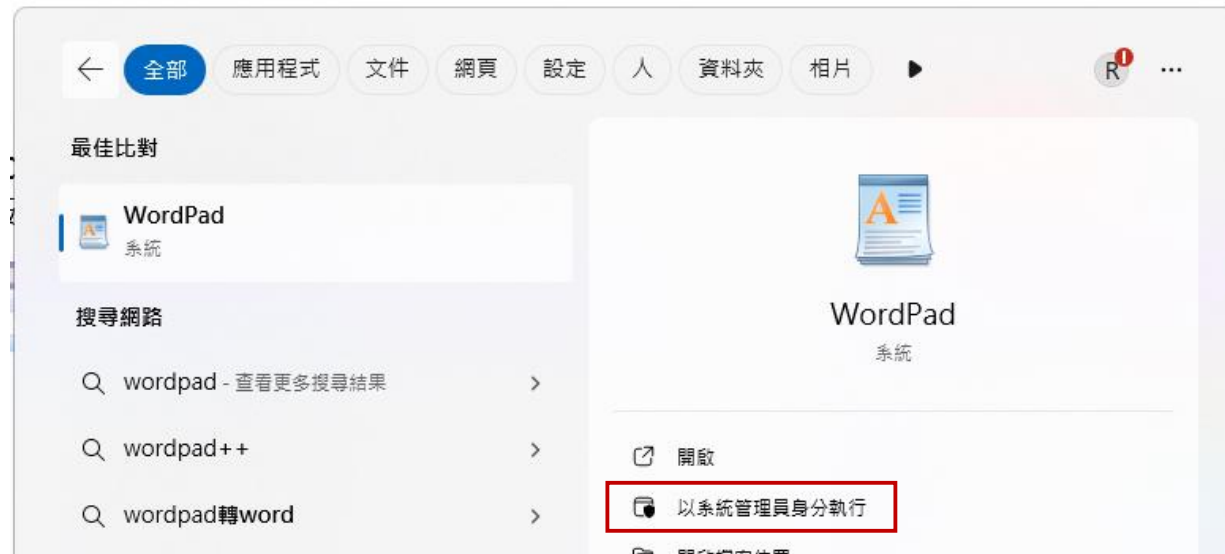 全部 應用程式 文件 網頁 設定 人 資料夾 相片
R
最佳比對
WordPad
系統
搜尋網路
wordpad - 查看更多搜尋結果
wordpad++
wordpad轉word
WordPad
系統
開啟
以系統管理員身分執行